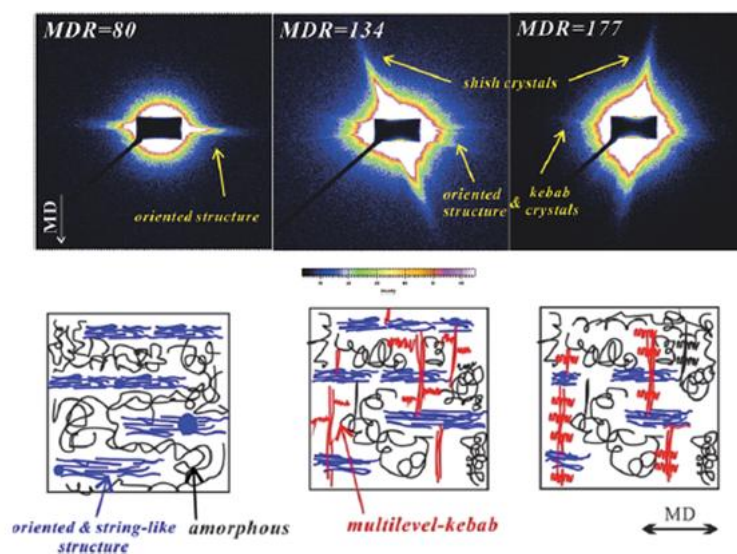 MDR=80 MDR=134 MDR=177
shish crystals
oriented structure
oriented structure & kebab crystals
MD
oriented & string-like structure
amorphous
multilevel-kebab
MD